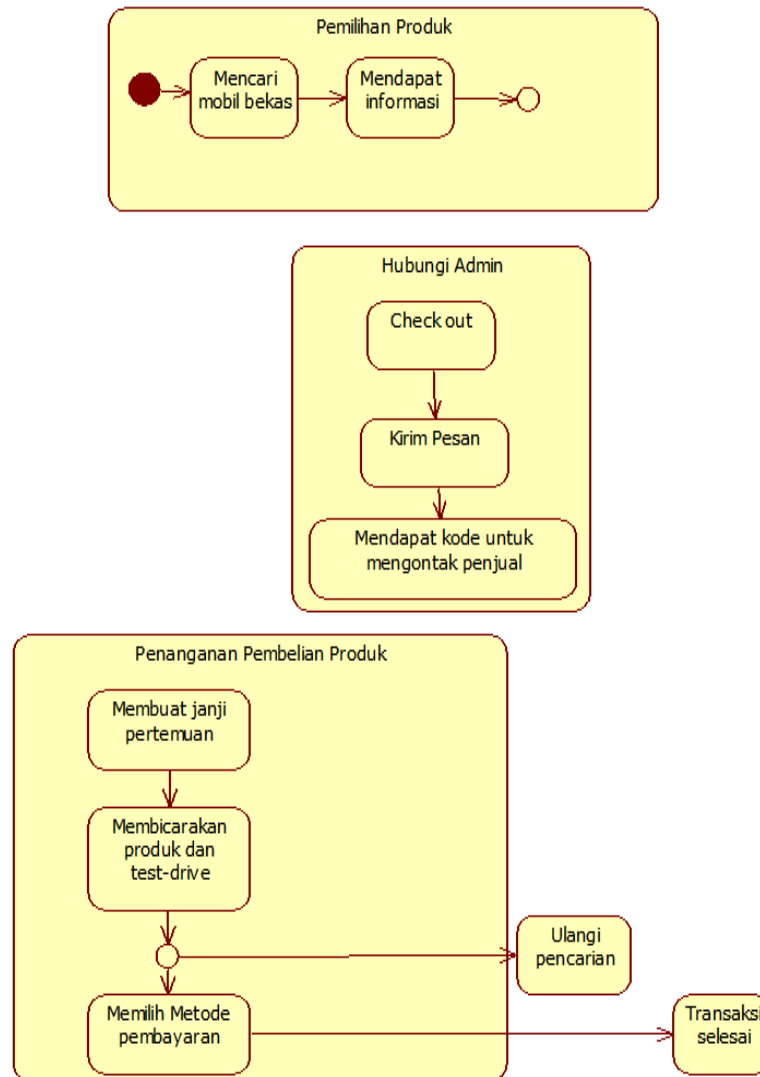 Pemilihan Produk
Mencari
mobil bekas
Mendapat
informasi
Hubungi Admin
Check out
Kirim Pesan
Mendapat kode untuk
mengontak penjual
Penanganan Pembelian Produk
Membuat janji
pertemuan
Membicarakan
produk dan
test-drive
Ulangi
pencarian
Memilih Metode
pembayaran
Transaksi
selesai